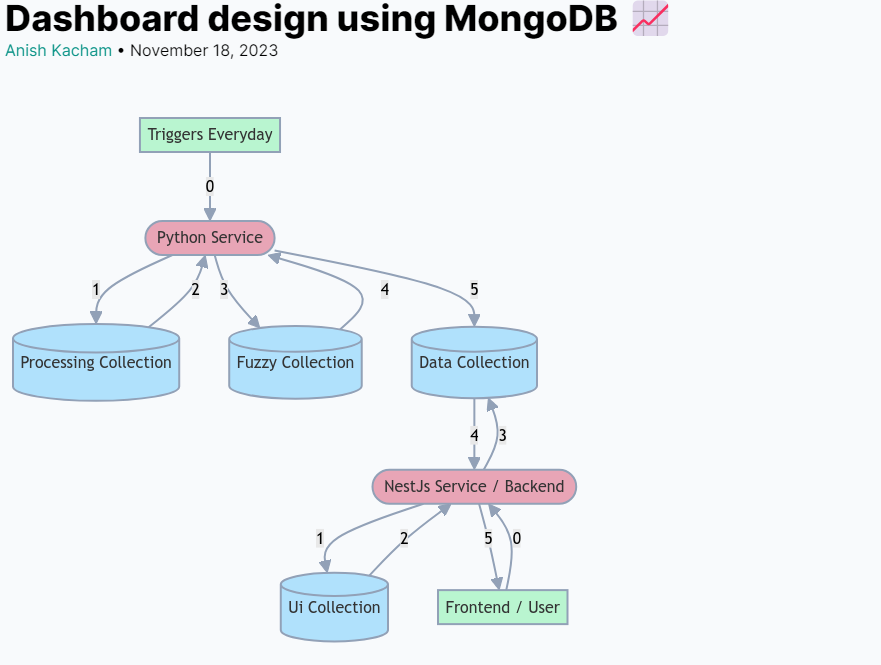 Dashboard design using MongoDB 📈
Anish Kacham • November 18, 2023
Triggers Everyday
0
Python Service
1
2
3
4
5
Processing Collection
Fuzzy Collection
Data Collection
4
3
NestJs Service / Backend
1
2
5
0
Ui Collection
Frontend / User